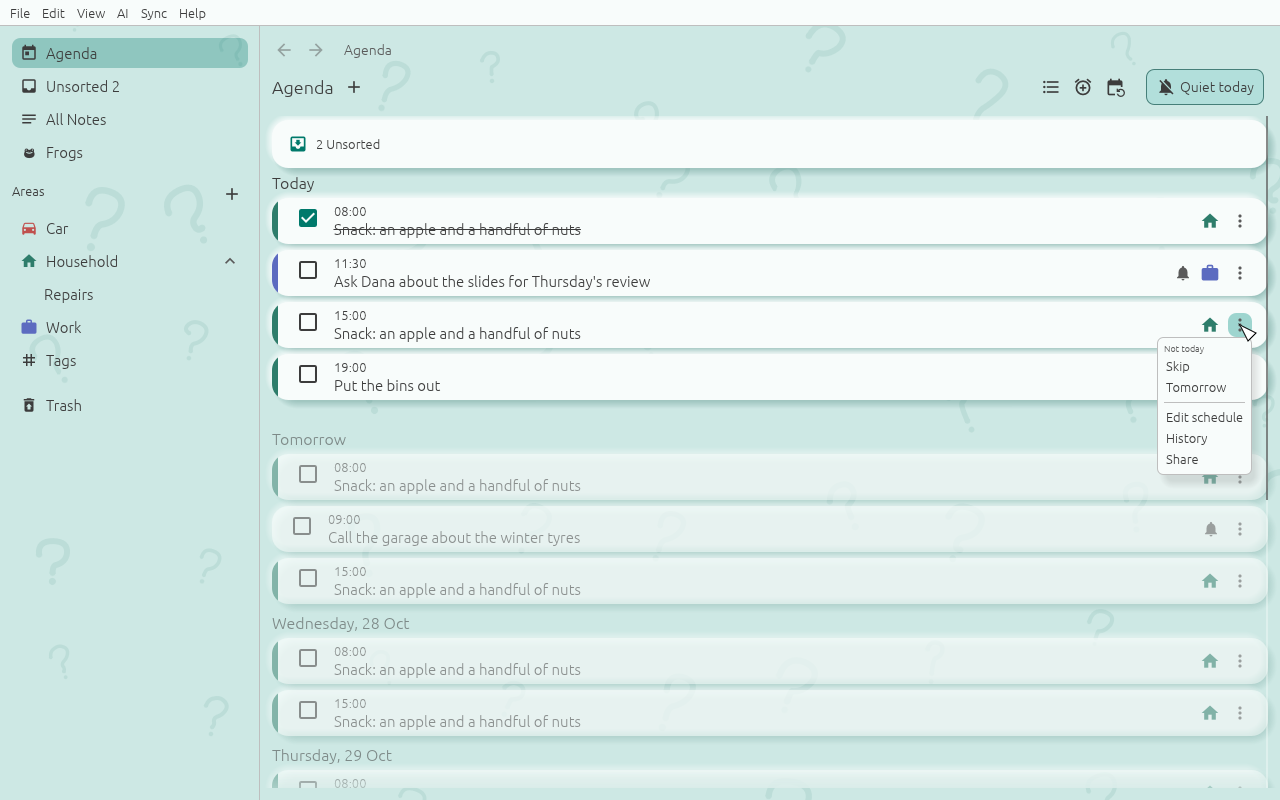 File Edit View AI Sync Help
Agenda
Unsorted 2
All Notes
Frogs
Areas
Car
Household
Repairs
Work
Tags
Trash
Agenda
Agenda
Quiet today
2 Unsorted
Today
08:00
Snack: an apple and a handful of nuts
11:30
Ask Dana about the slides for Thursday's review
15:00
Snack: an apple and a handful of nuts
19:00
Put the bins out
Not today
Skip
Tomorrow
Edit schedule
History
Share
Tomorrow
08:00
Snack: an apple and a handful of nuts
09:00
Call the garage about the winter tyres
15:00
Snack: an apple and a handful of nuts
Wednesday, 28 Oct
08:00
Snack: an apple and a handful of nuts
15:00
Snack: an apple and a handful of nuts
Thursday, 29 Oct
08:00